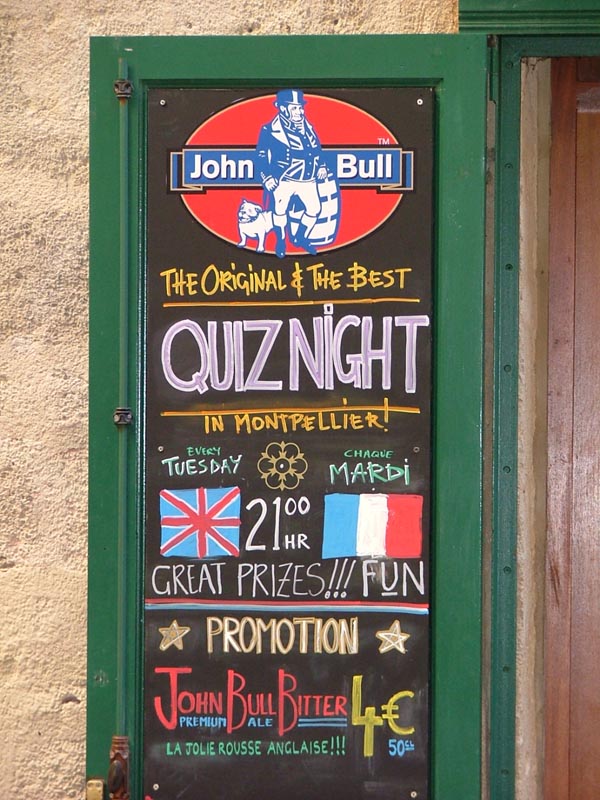 John Bull TM
THE ORIGINAL & THE BEST
QUIZ NIGHT
IN MONTPELLIER!
EVERY TUESDAY
CHAQUE MARDI
21 00 HR
GREAT PRIZES!!! FUN
PROMOTION
JOHN BULL BITTER 4€
PREMIUM ALE
LA JOLIE ROUSSE ANGLAISE!!! 50cl